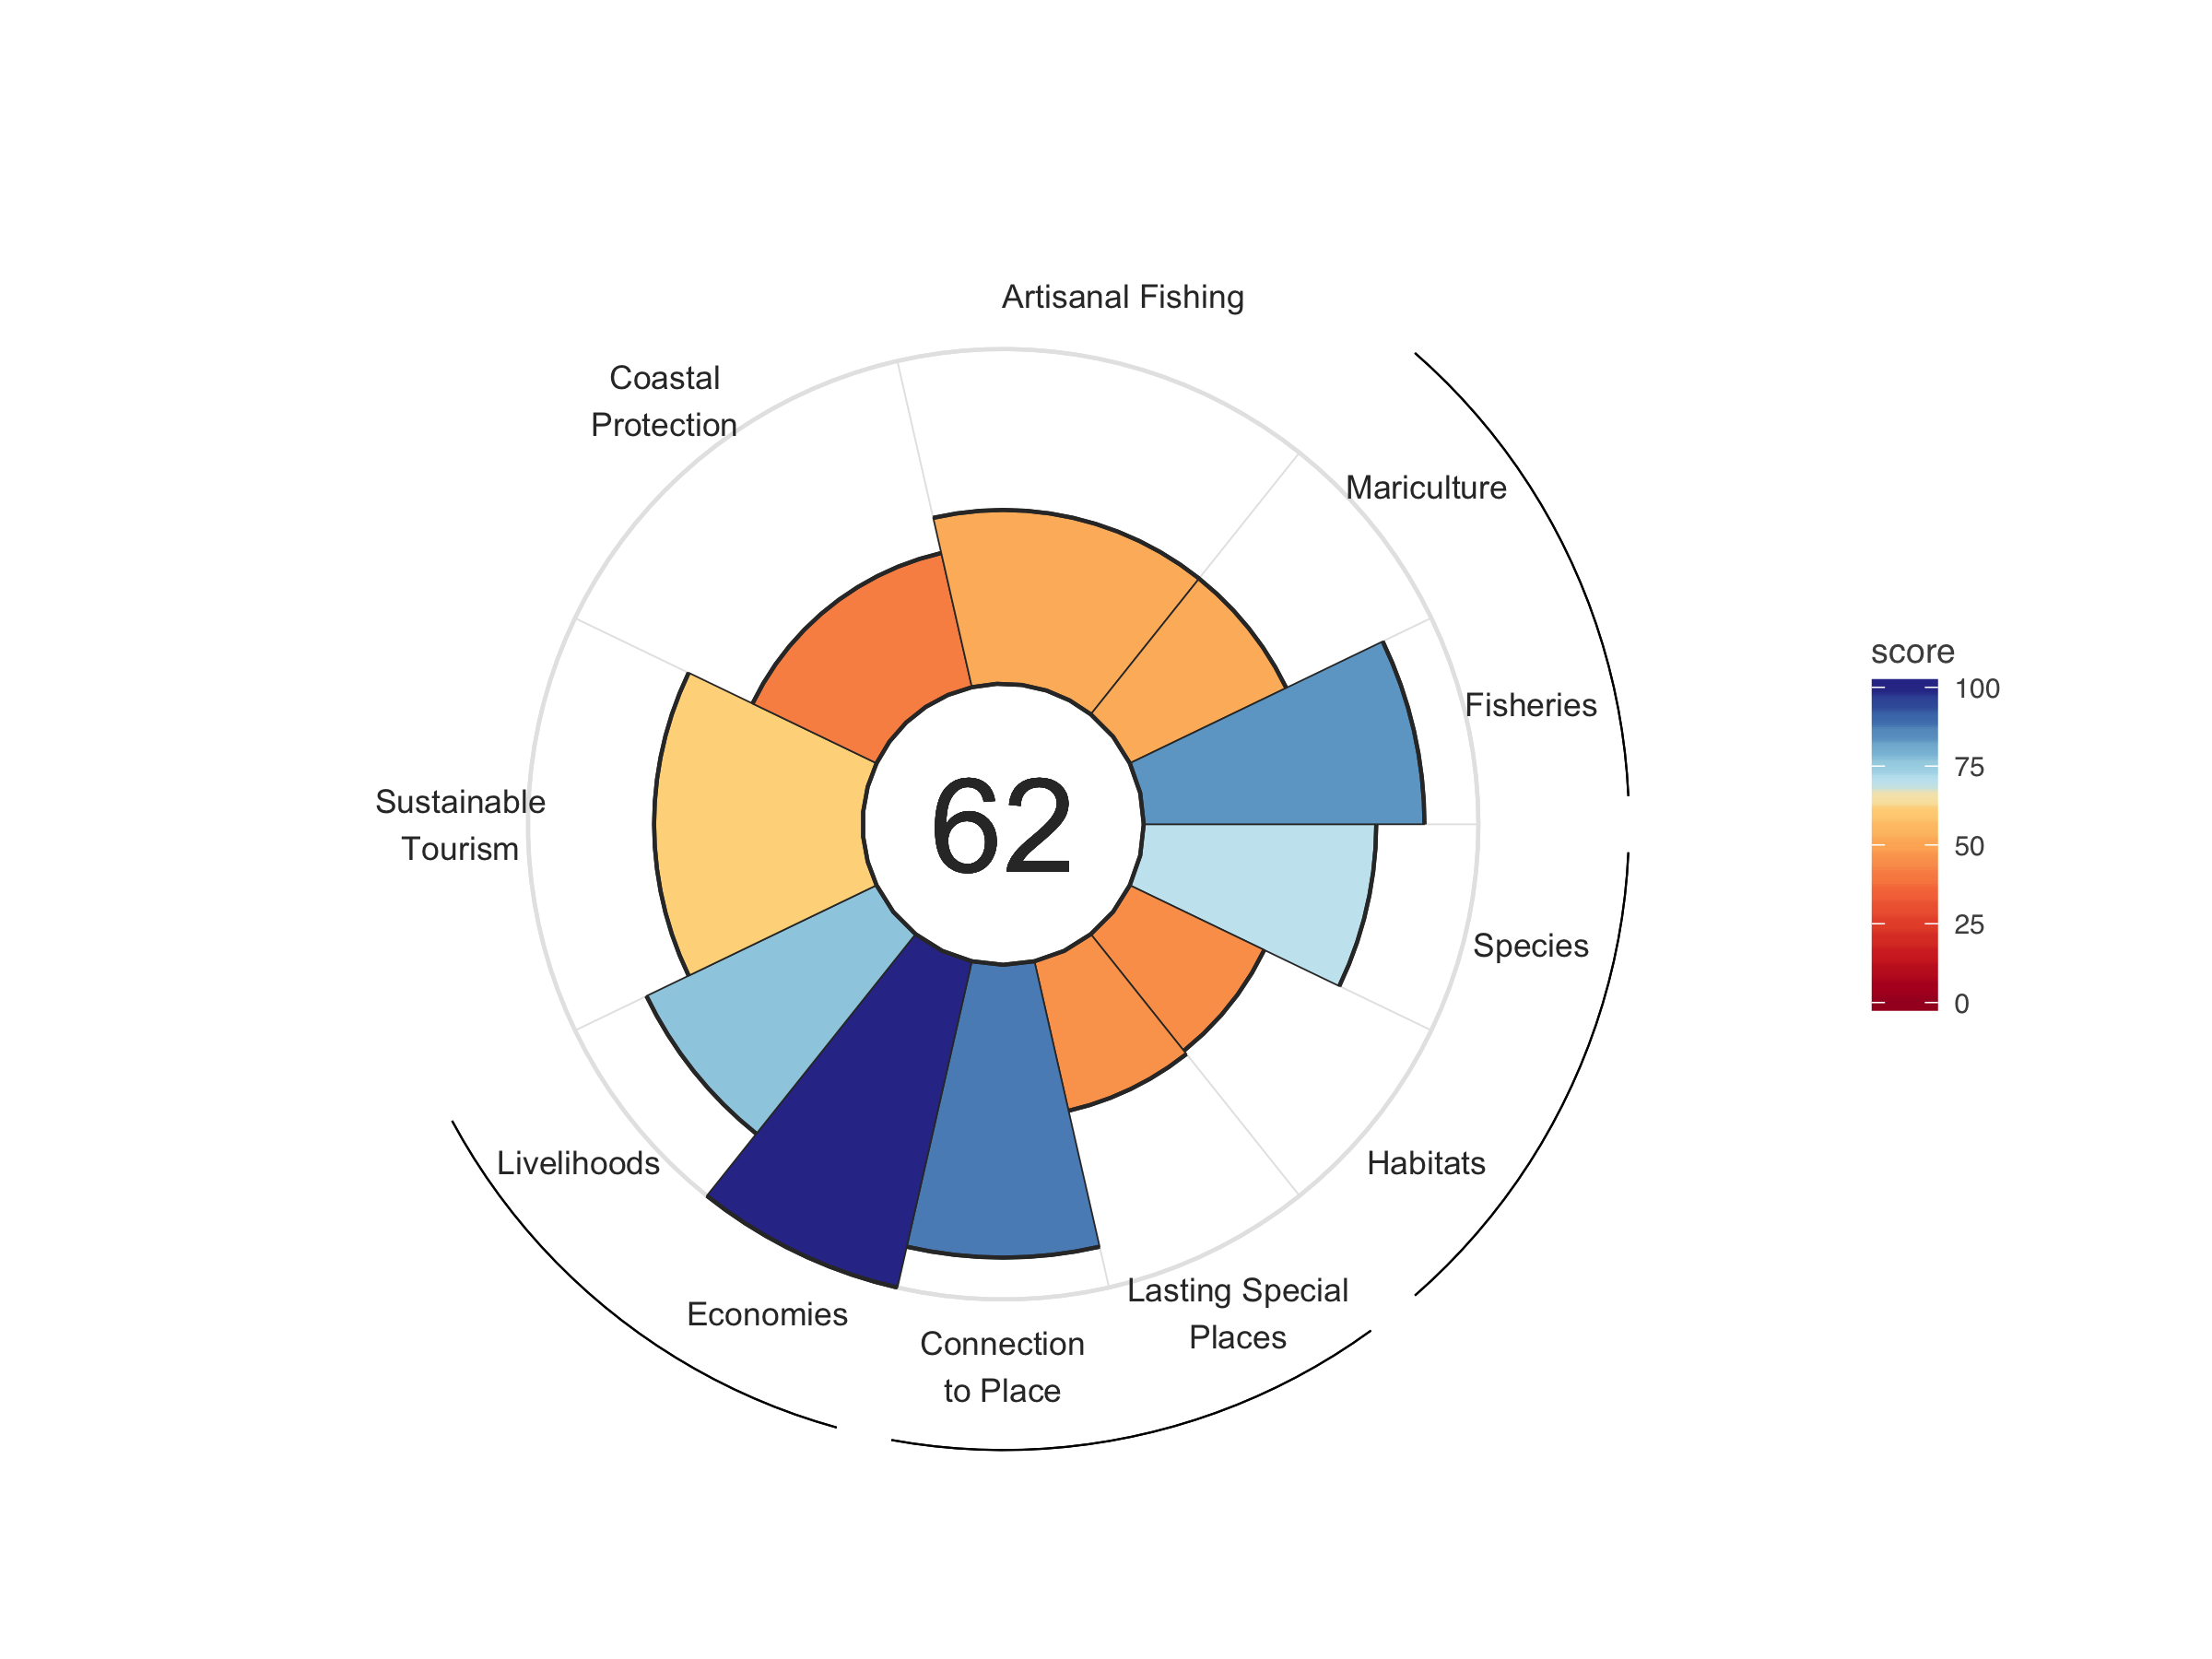 Artisanal Fishing
Coastal
Protection
Mariculture
Fisheries
score
100
75
50
25
0
62
Sustainable
Tourism
Species
Livelihoods
Habitats
Economies
Lasting Special
Places
Connection
to Place